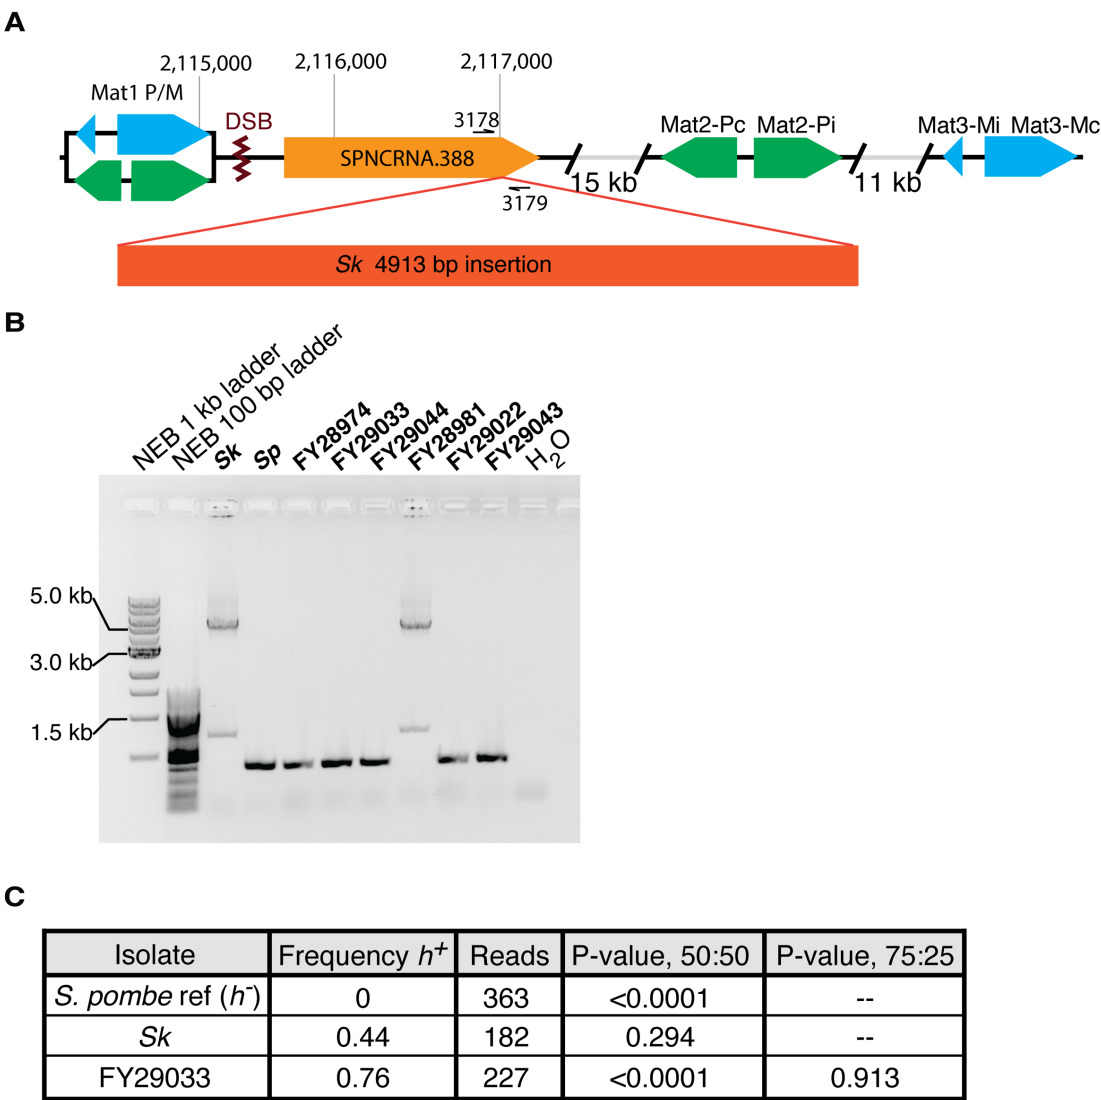 A
2,115,000 2,116,000 2,117,000
Mat1 P/M
DSB
3178
SPNCRNA.388
Mat2-Pc Mat2-Pi
Mat3-Mi Mat3-Mc
15 kb
11 kb
3179
Sk 4913 bp insertion
B
NEB 1 kb ladder
NEB 100 bp ladder
Sk
Sp
FY28974
FY29033
FY29044
FY28981
FY29022
FY29043
H2O
5.0 kb
3.0 kb
1.5 kb
C
Isolate Frequency h+ Reads P-value, 50:50 P-value, 75:25
S. pombe ref (h-) 0 363 <0.0001 --
Sk 0.44 182 0.294 --
FY29033 0.76 227 <0.0001 0.913